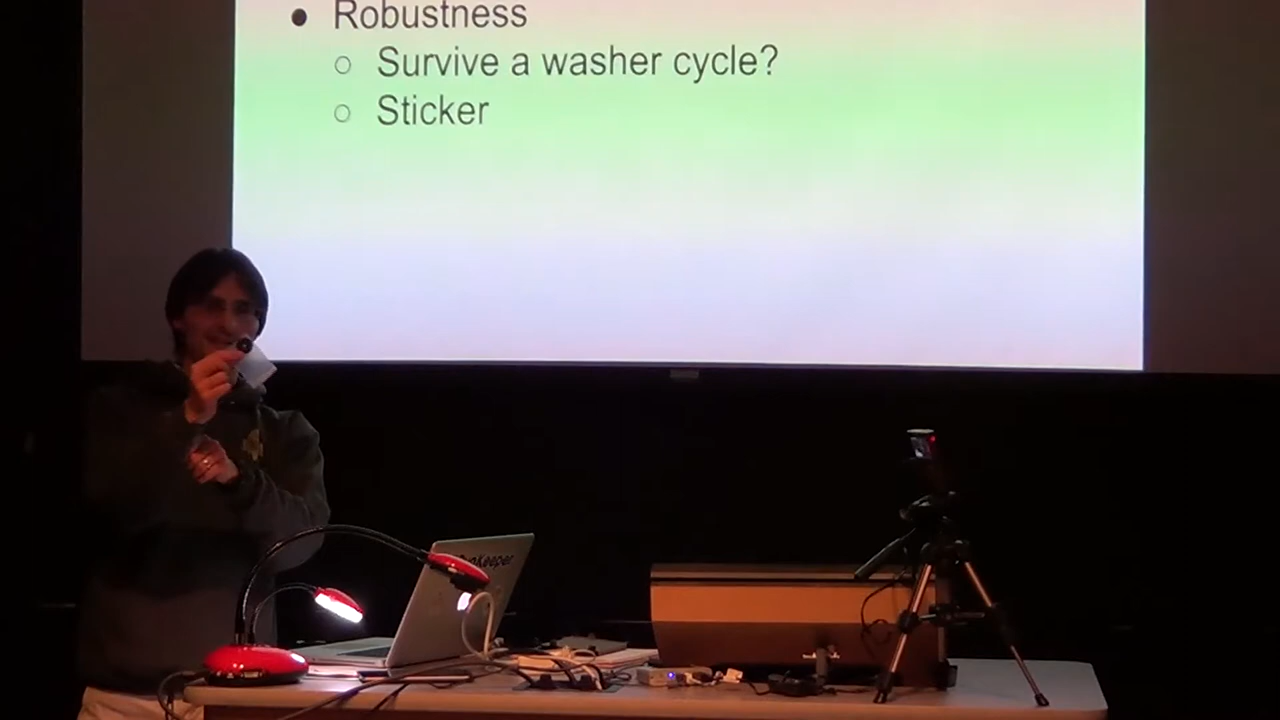 • Robustness
○ Survive a washer cycle?
○ Sticker